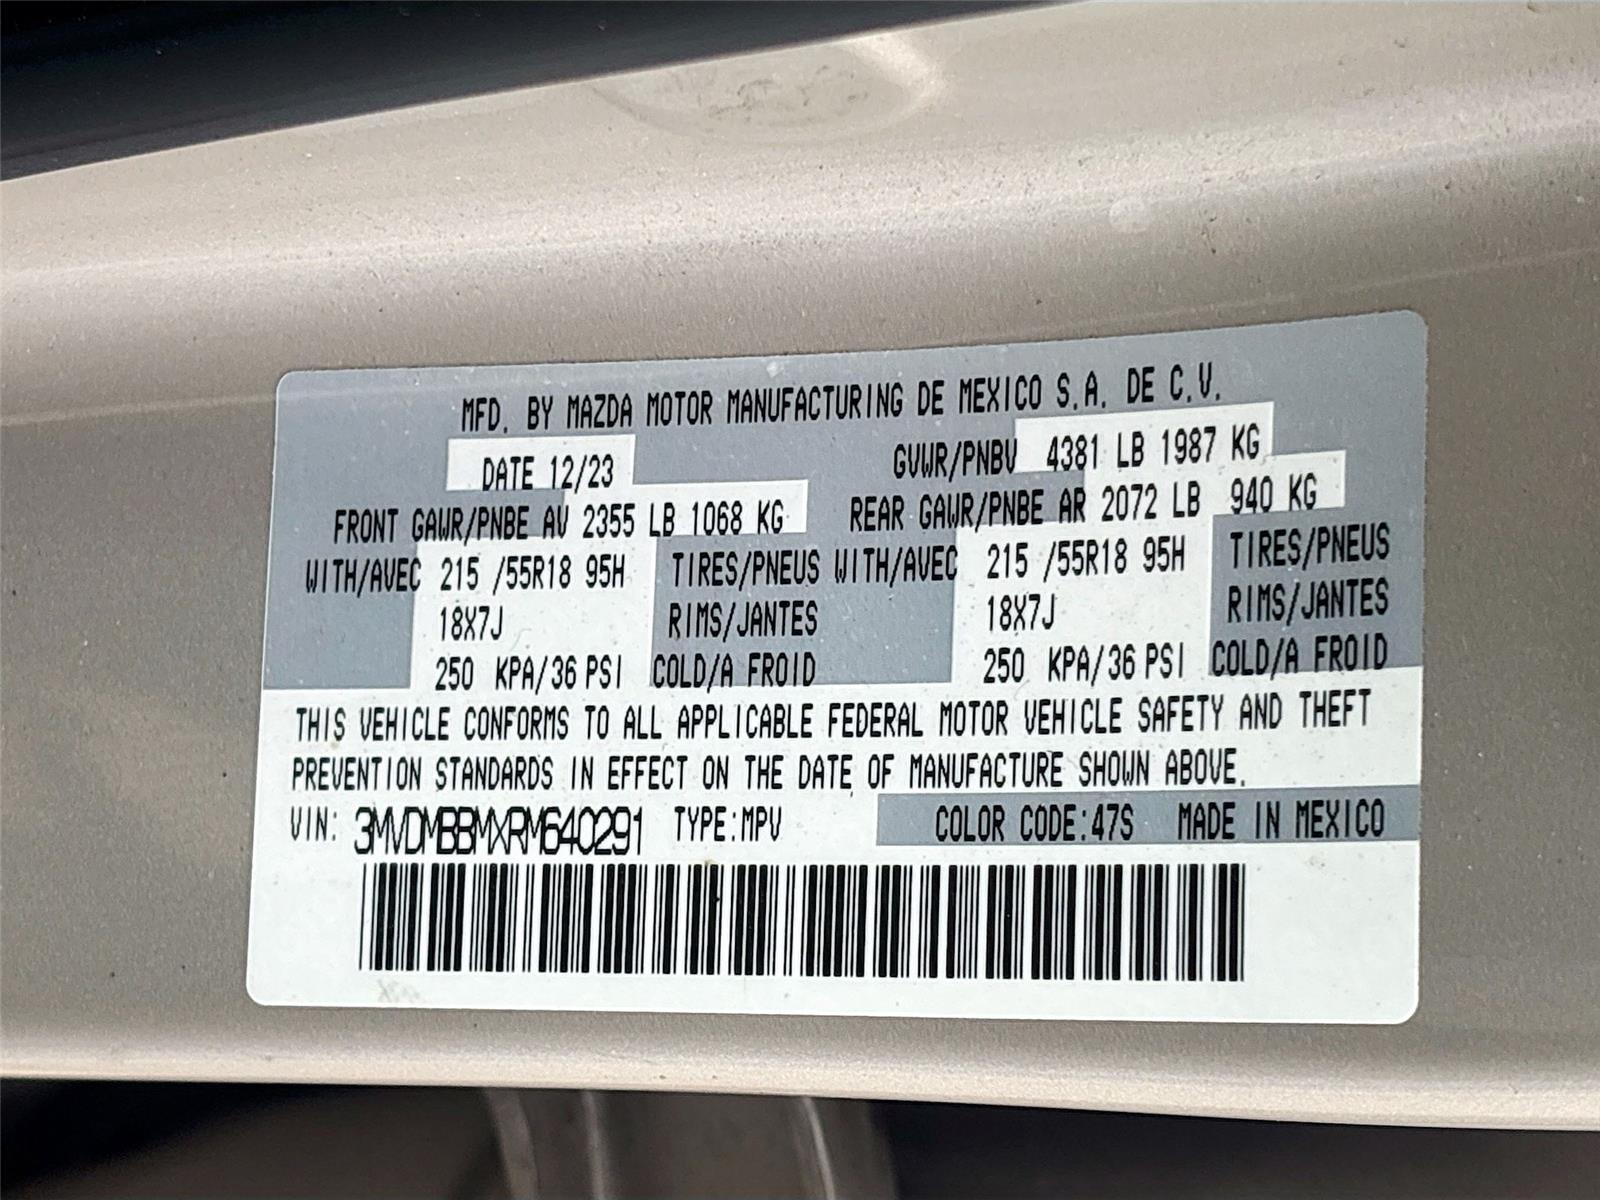 MFD. BY MAZDA MOTOR MANUFACTURING DE MEXICO S.A. DE C.V.
DATE 12/23 GVWR/PNBV 4381 LB 1987 KG
FRONT GAWR/PNBE AV 2355 LB 1068 KG REAR GAWR/PNBE AR 2072 LB 940 KG
WITH/AVEC 215 /55R18 95H TIRES/PNEUS WITH/AVEC 215 /55R18 95H TIRES/PNEUS
18X7J RIMS/JANTES 18X7J RIMS/JANTES
250 KPA/36 PSI COLD/A FROID 250 KPA/36 PSI COLD/A FROID
THIS VEHICLE CONFORMS TO ALL APPLICABLE FEDERAL MOTOR VEHICLE SAFETY AND THEFT
PREVENTION STANDARDS IN EFFECT ON THE DATE OF MANUFACTURE SHOWN ABOVE.
VIN: 3MVDMBBMXRM640291 TYPE:MPV COLOR CODE:47S MADE IN MEXICO